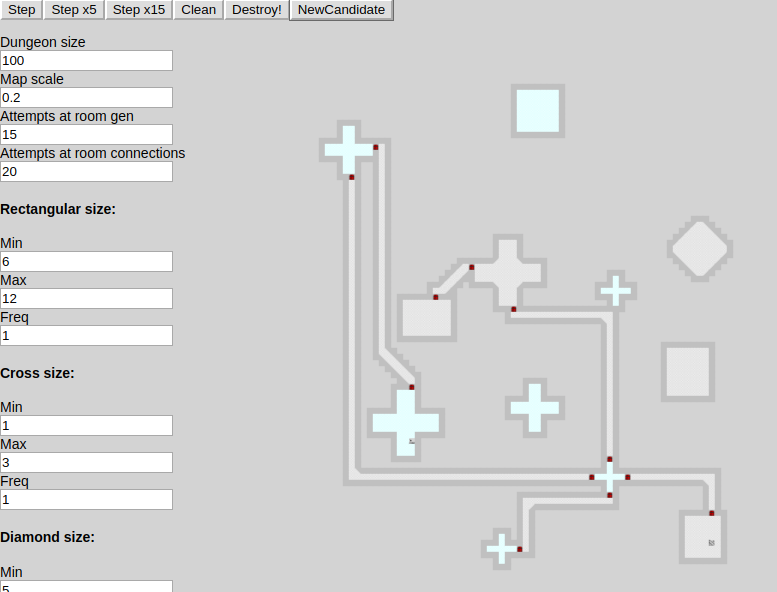 Step Step x5 Step x15 Clean Destroy! NewCandidate
Dungeon size
100
Map scale
0.2
Attempts at room gen
15
Attempts at room connections
20
Rectangular size:
Min
6
Max
12
Freq
1
Cross size:
Min
1
Max
3
Freq
1
Diamond size:
Min
5